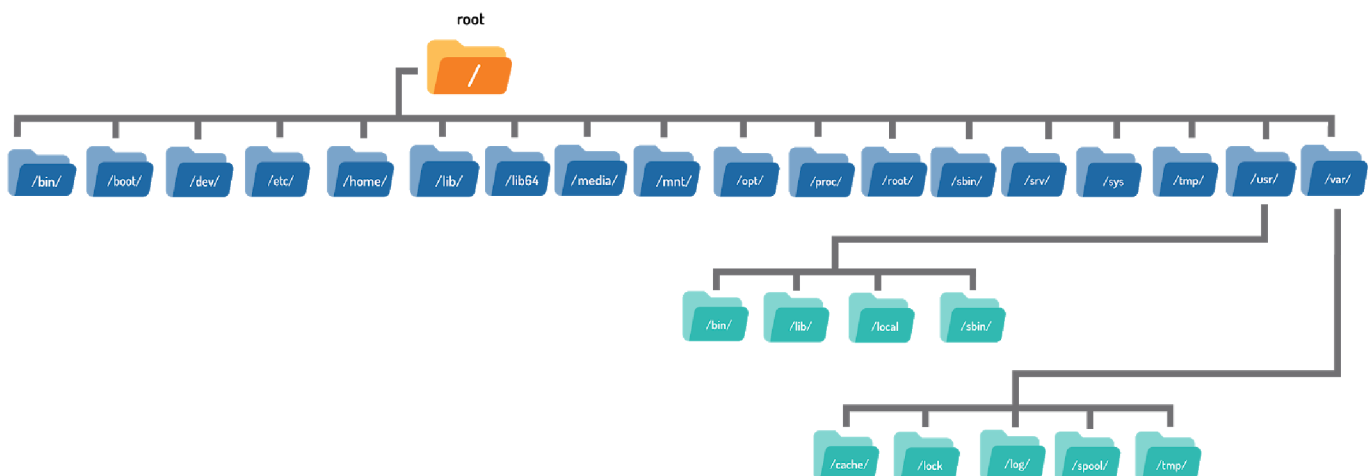 root
/
/bin/ /boot/ /dev/ /etc/ /home/ /lib/ /lib64 /media/ /mnt/ /opt/ /proc/ /root/ /sbin/ /srv/ /sys /tmp/ /usr/ /var/
/bin/ /lib/ /local /sbin/
/cache/ /lock /log/ /spool/ /tmp/